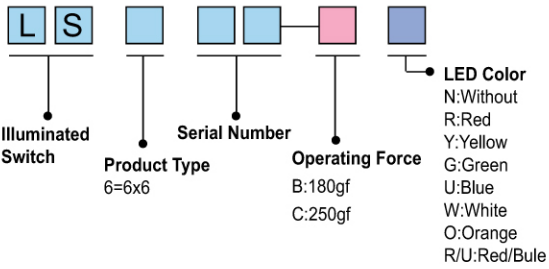 L S
Illuminated
Switch
Product Type
6=6x6
Serial Number
Operating Force
B:180gf
C:250gf
LED Color
N:Without
R:Red
Y:Yellow
G:Green
U:Blue
W:White
O:Orange
R/U:Red/Bule